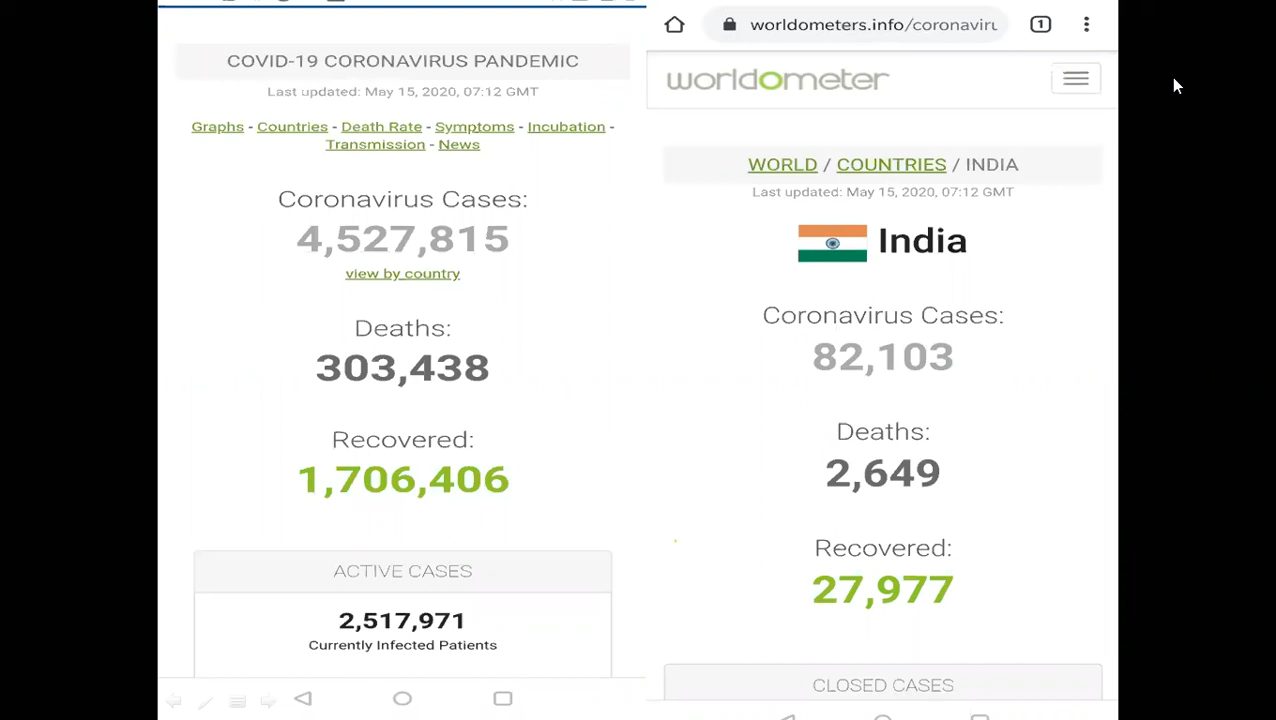 COVID-19 CORONAVIRUS PANDEMIC
Last updated: May 15, 2020, 07:12 GMT
Graphs - Countries - Death Rate - Symptoms - Incubation -
Transmission - News
Coronavirus Cases:
4,527,815
view by country
Deaths:
303,438
Recovered:
1,706,406
ACTIVE CASES
2,517,971
Currently Infected Patients
worldometers.info/coronaviru
1
worldometer
WORLD / COUNTRIES / INDIA
Last updated: May 15, 2020, 07:12 GMT
India
Coronavirus Cases:
82,103
Deaths:
2,649
Recovered:
27,977
CLOSED CASES